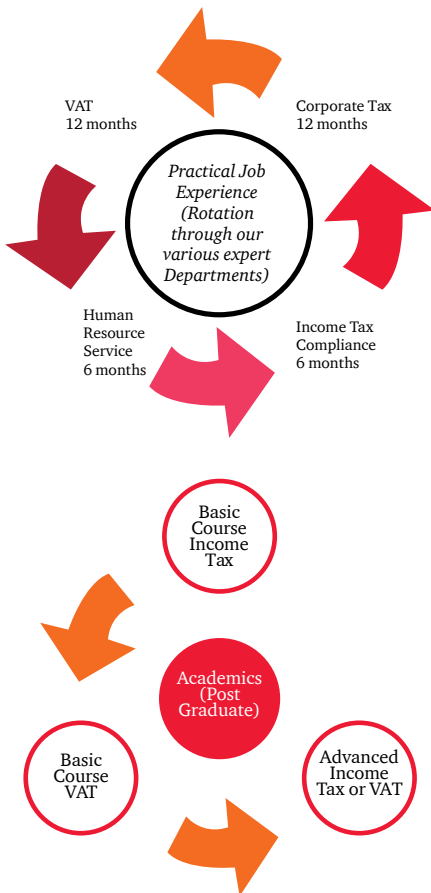 VAT
12 months
Corporate Tax
12 months
Practical Job
Experience
(Rotation
through our
various expert
Departments)
Human
Resource
Service
6 months
Income Tax
Compliance
6 months
Basic
Course
Income
Tax
Academics
(Post
Graduate)
Basic
Course
VAT
Advanced
Income
Tax or VAT